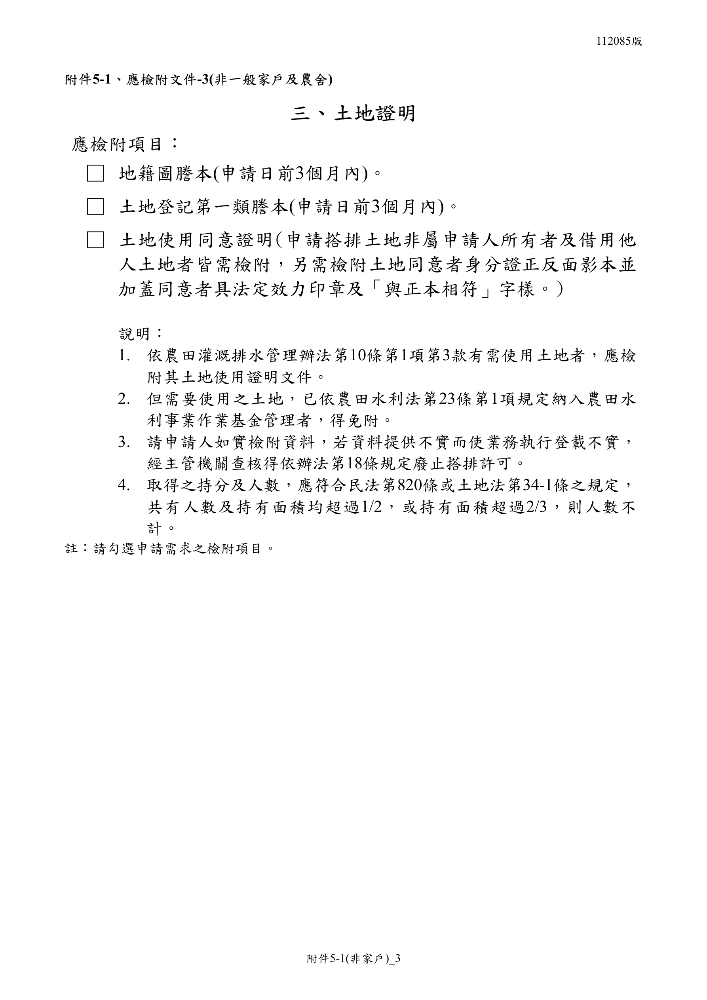 112085版
附件5-1、應檢附文件-3(非一般家戶及農舍)
三、土地證明
應檢附項目：
□ 地籍圖謄本(申請日前3個月內)。
□ 土地登記第一類謄本(申請日前3個月內)。
□ 土地使用同意證明(申請搭排土地非屬申請人所有者及借用他
人土地者皆需檢附，另需檢附土地同意者身分證正反面影本並
加蓋同意者具法定效力印章及「與正本相符」字樣。)
說明：
1. 依農田灌溉排水管理辦法第10條第1項第3款有需使用土地者，應檢
附其土地使用證明文件。
2. 但需要使用之土地，已依農田水利法第23條第1項規定納入農田水
利事業作業基金管理者，得免附。
3. 請申請人如實檢附資料，若資料提供不實而使業務執行登載不實，
經主管機關查核得依辦法第18條規定廢止搭排許可。
4. 取得之持分及人數，應符合民法第820條或土地法第34-1條之規定，
共有人數及持有面積均超過1/2，或持有面積超過2/3，則人數不
計。
註：請勾選申請需求之檢附項目。
附件5-1(非家戶)_3